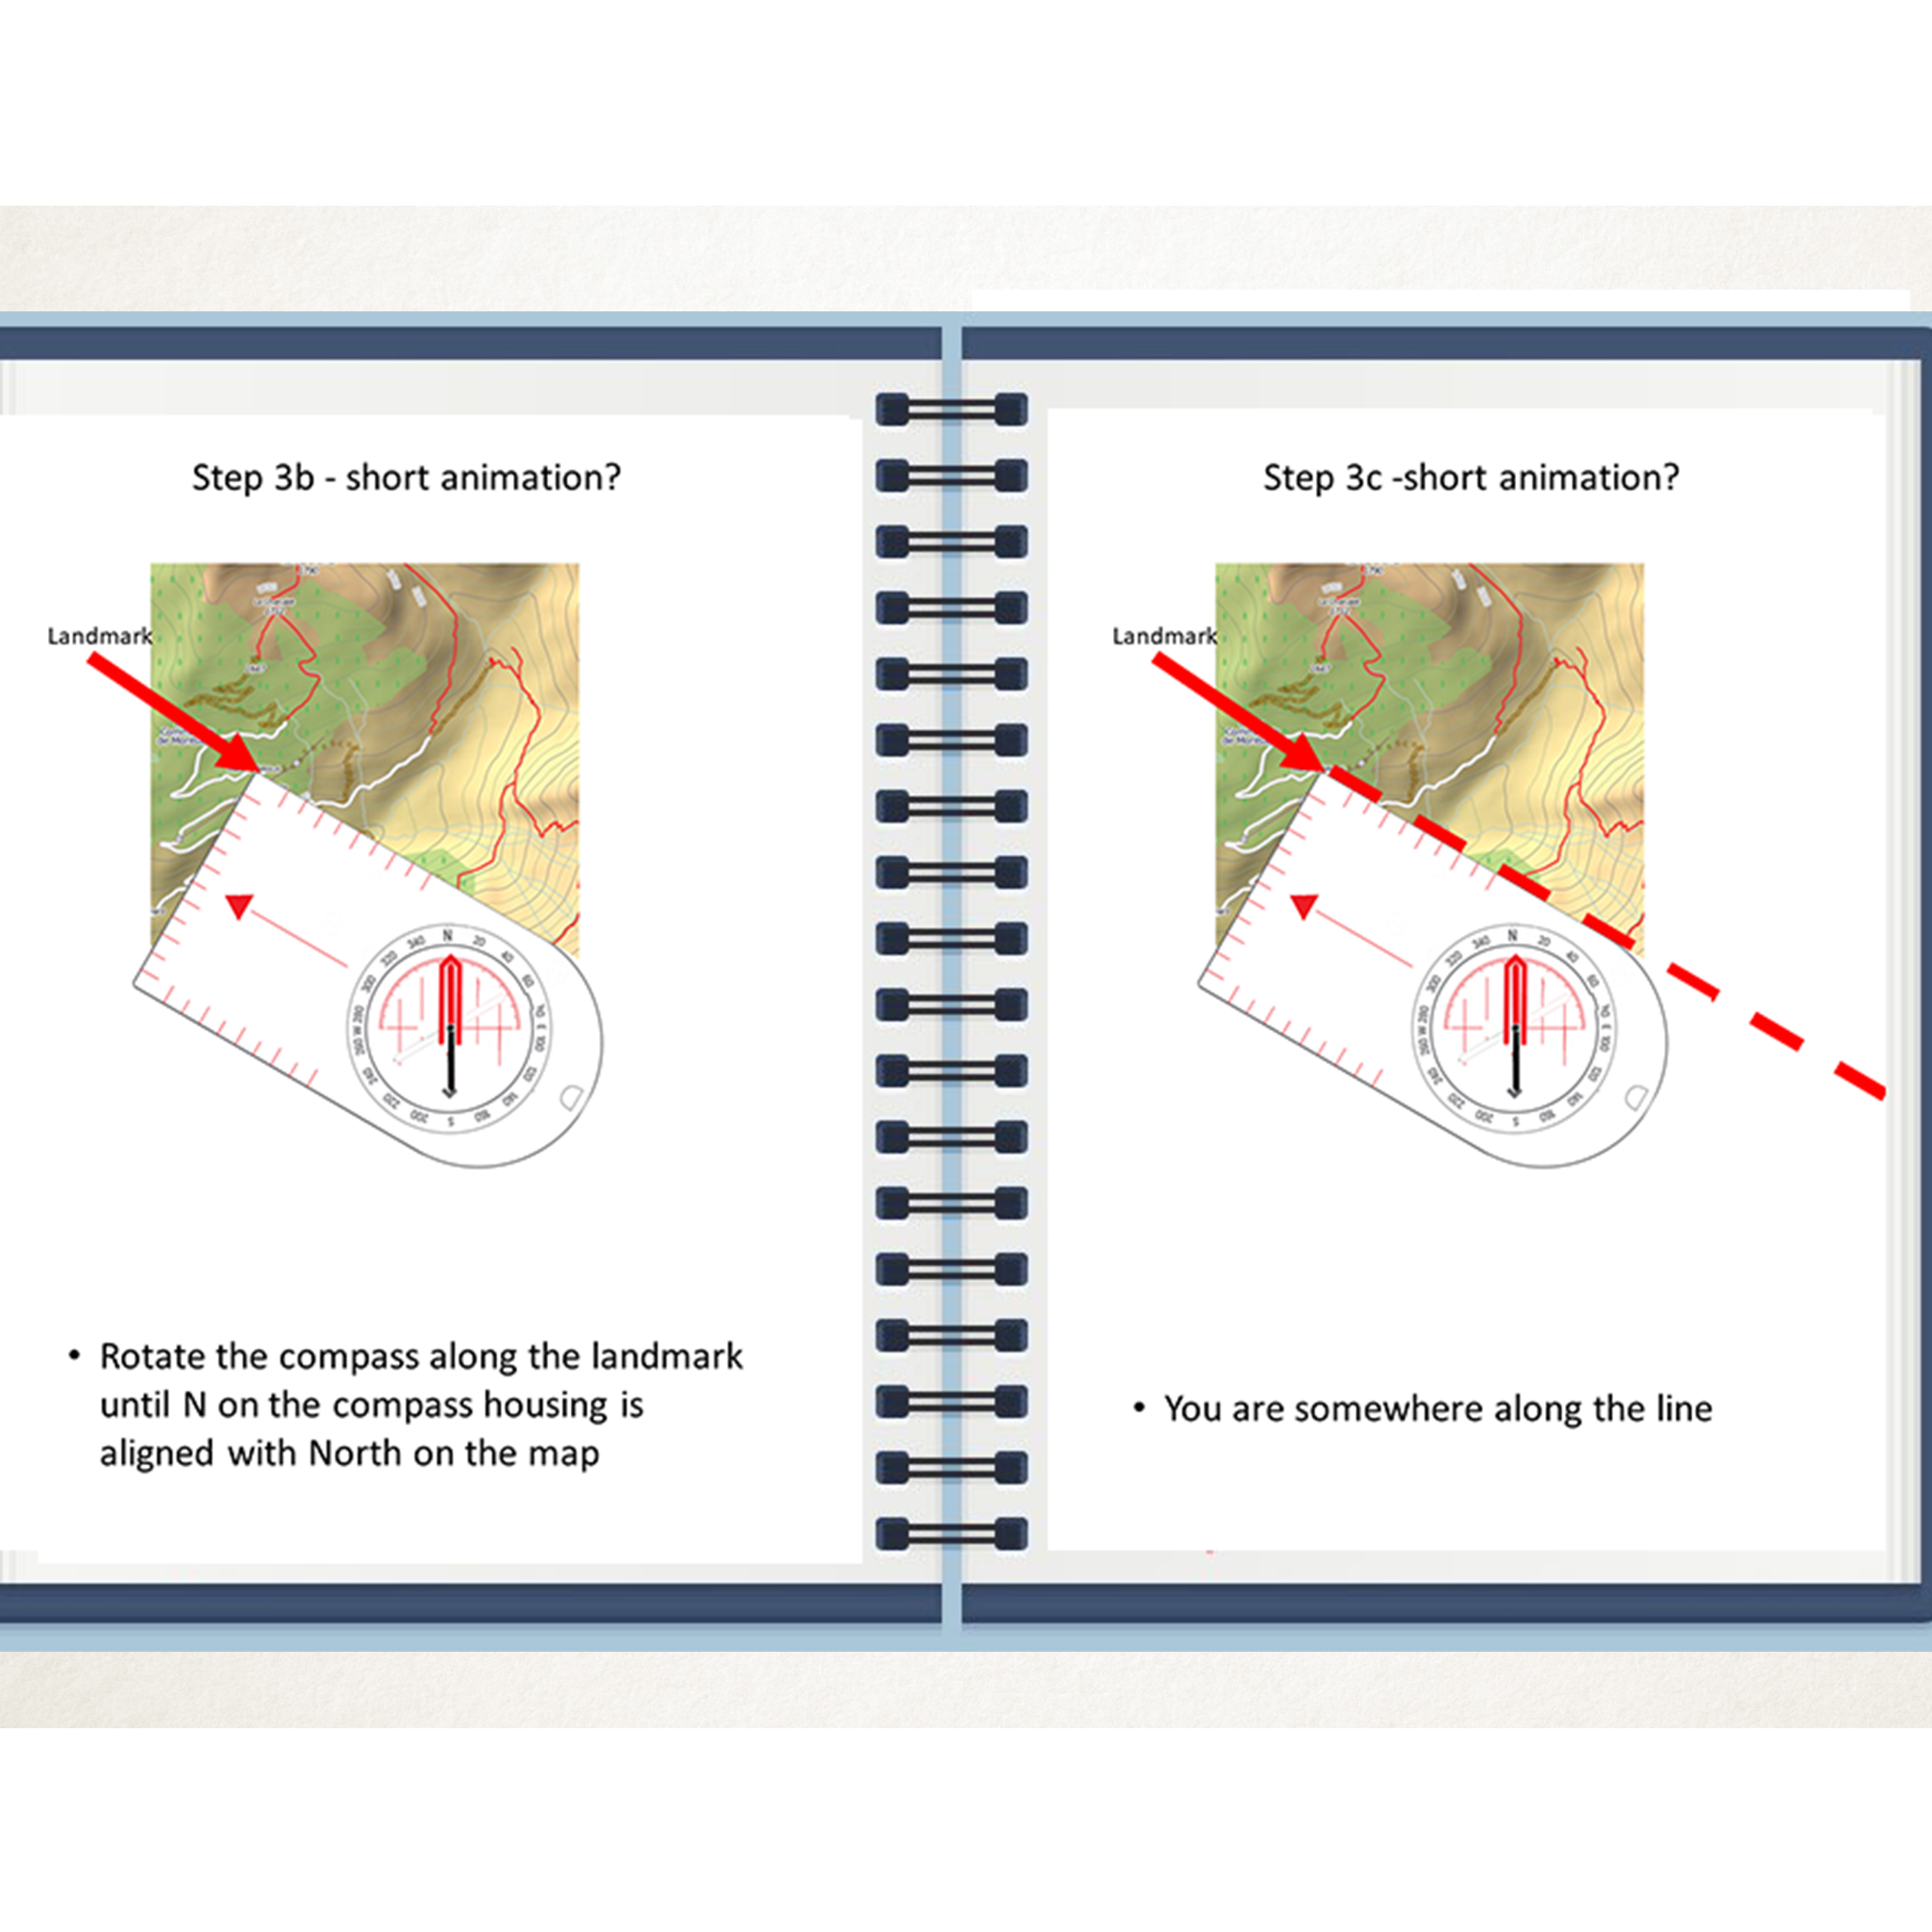 Step 3b - short animation?
Landmark
N
20
40
60
E
100
120
140
160
S
200
220
240
260
W
280
300
320
340
• Rotate the compass along the landmark
until N on the compass housing is
aligned with North on the map
Step 3c -short animation?
Landmark
N
20
40
60
E
100
120
140
160
S
200
220
240
260
W
280
300
320
340
• You are somewhere along the line